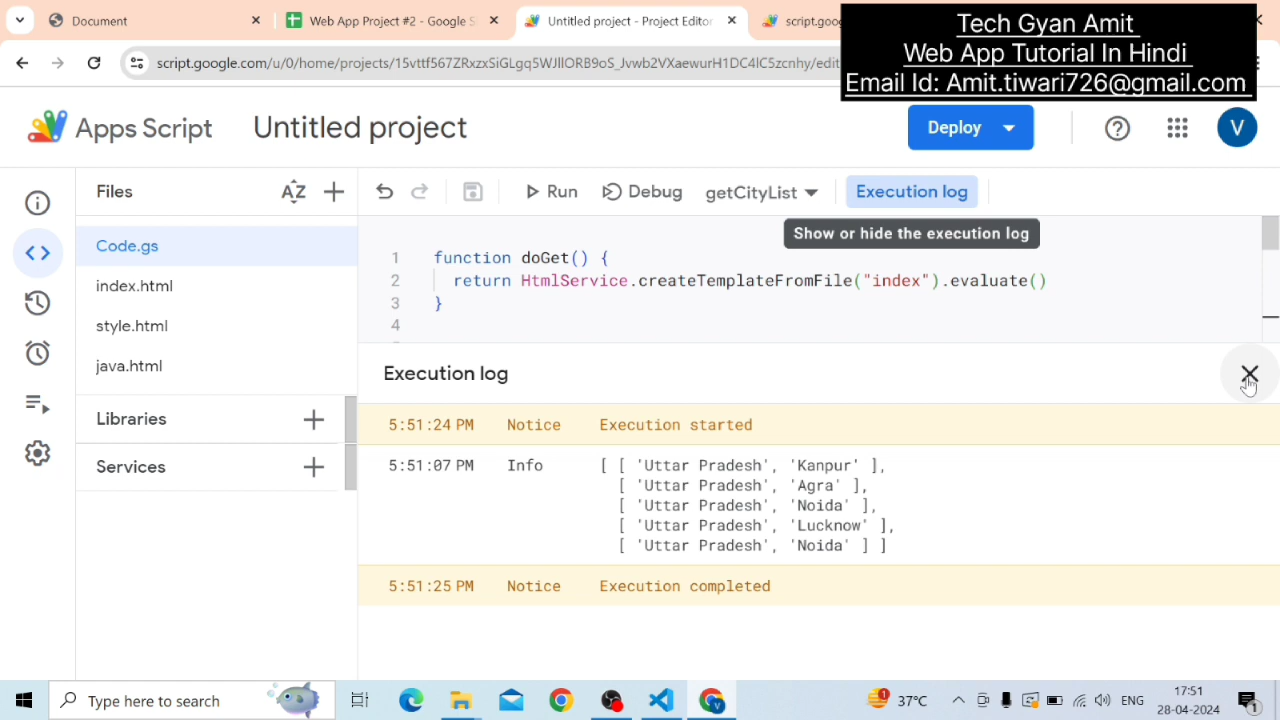 Document
Web App Project #2 - Google S
Untitled project - Project Editor
script.goo
Tech Gyan Amit
Web App Tutorial In Hindi
Email Id: Amit.tiwari726@gmail.com
script.google.com/u/0/home/projects/15vttf567ZRxzxSiGLgq5WJIlORB9oS_Jvwb2VXaewurH1DC4lC5zcnhy/edit
Apps Script
Untitled project
Deploy
V
Files
AZ
Run
Debug
getCityList
Execution log
Show or hide the execution log
Code.gs
index.html
style.html
java.html
Libraries
Services
1 function doGet() {
2 return HtmlService.createTemplateFromFile("index").evaluate()
3 }
4
Execution log
5:51:24 PM Notice Execution started
5:51:07 PM Info [ [ 'Uttar Pradesh', 'Kanpur' ],
[ 'Uttar Pradesh', 'Agra' ],
[ 'Uttar Pradesh', 'Noida' ],
[ 'Uttar Pradesh', 'Lucknow' ],
[ 'Uttar Pradesh', 'Noida' ] ]
5:51:25 PM Notice Execution completed
Type here to search
1
37°C
ENG
17:51
28-04-2024
1